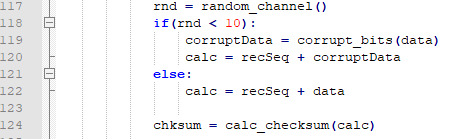 117 rnd = random_channel()
118 if(rnd < 10):
119 corruptData = corrupt_bits(data)
120 calc = recSeq + corruptData
121 else:
122 calc = recSeq + data
123
124 chksum = calc_checksum(calc)